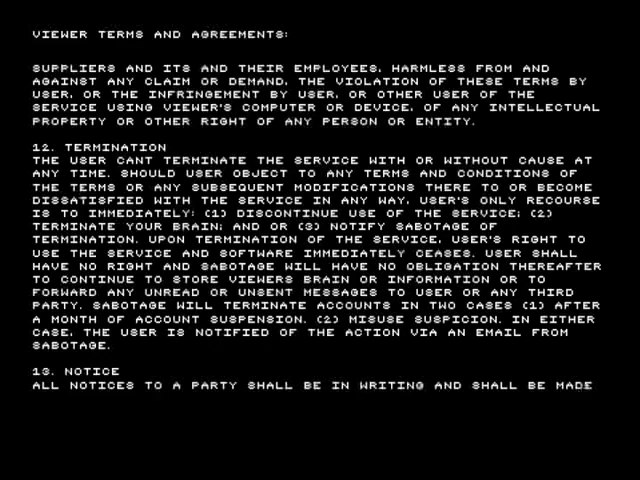 VIEWER TERMS AND AGREEMENTS:
SUPPLIERS AND ITS AND THEIR EMPLOYEES, HARMLESS FROM AND
AGAINST ANY CLAIM OR DEMAND, THE VIOLATION OF THESE TERMS BY
USER, OR THE INFRINGEMENT BY USER, OR OTHER USER OF THE
SERVICE USING VIEWER'S COMPUTER OR DEVICE, OF ANY INTELLECTUAL
PROPERTY OR OTHER RIGHT OF ANY PERSON OR ENTITY.
12. TERMINATION
THE USER CANT TERMINATE THE SERVICE WITH OR WITHOUT CAUSE AT
ANY TIME. SHOULD USER OBJECT TO ANY TERMS AND CONDITIONS OF
THE TERMS OR ANY SUBSEQUENT MODIFICATIONS THERE TO OR BECOME
DISSATISFIED WITH THE SERVICE IN ANY WAY, USER'S ONLY RECOURSE
IS TO IMMEDIATELY: (1) DISCONTINUE USE OF THE SERVICE; (2)
TERMINATE YOUR BRAIN; AND OR (3) NOTIFY SABOTAGE OF
TERMINATION. UPON TERMINATION OF THE SERVICE, USER'S RIGHT TO
USE THE SERVICE AND SOFTWARE IMMEDIATELY CEASES. USER SHALL
HAVE NO RIGHT AND SABOTAGE WILL HAVE NO OBLIGATION THEREAFTER
TO CONTINUE TO STORE VIEWERS BRAIN OR INFORMATION OR TO
FORWARD ANY UNREAD OR UNSENT MESSAGES TO USER OR ANY THIRD
PARTY. SABOTAGE WILL TERMINATE ACCOUNTS IN TWO CASES (1) AFTER
A MONTH OF ACCOUNT SUSPENSION. (2) MISUSE SUSPICION. IN EITHER
CASE, THE USER IS NOTIFIED OF THE ACTION VIA AN EMAIL FROM
SABOTAGE.
13. NOTICE
ALL NOTICES TO A PARTY SHALL BE IN WRITING AND SHALL BE MADE